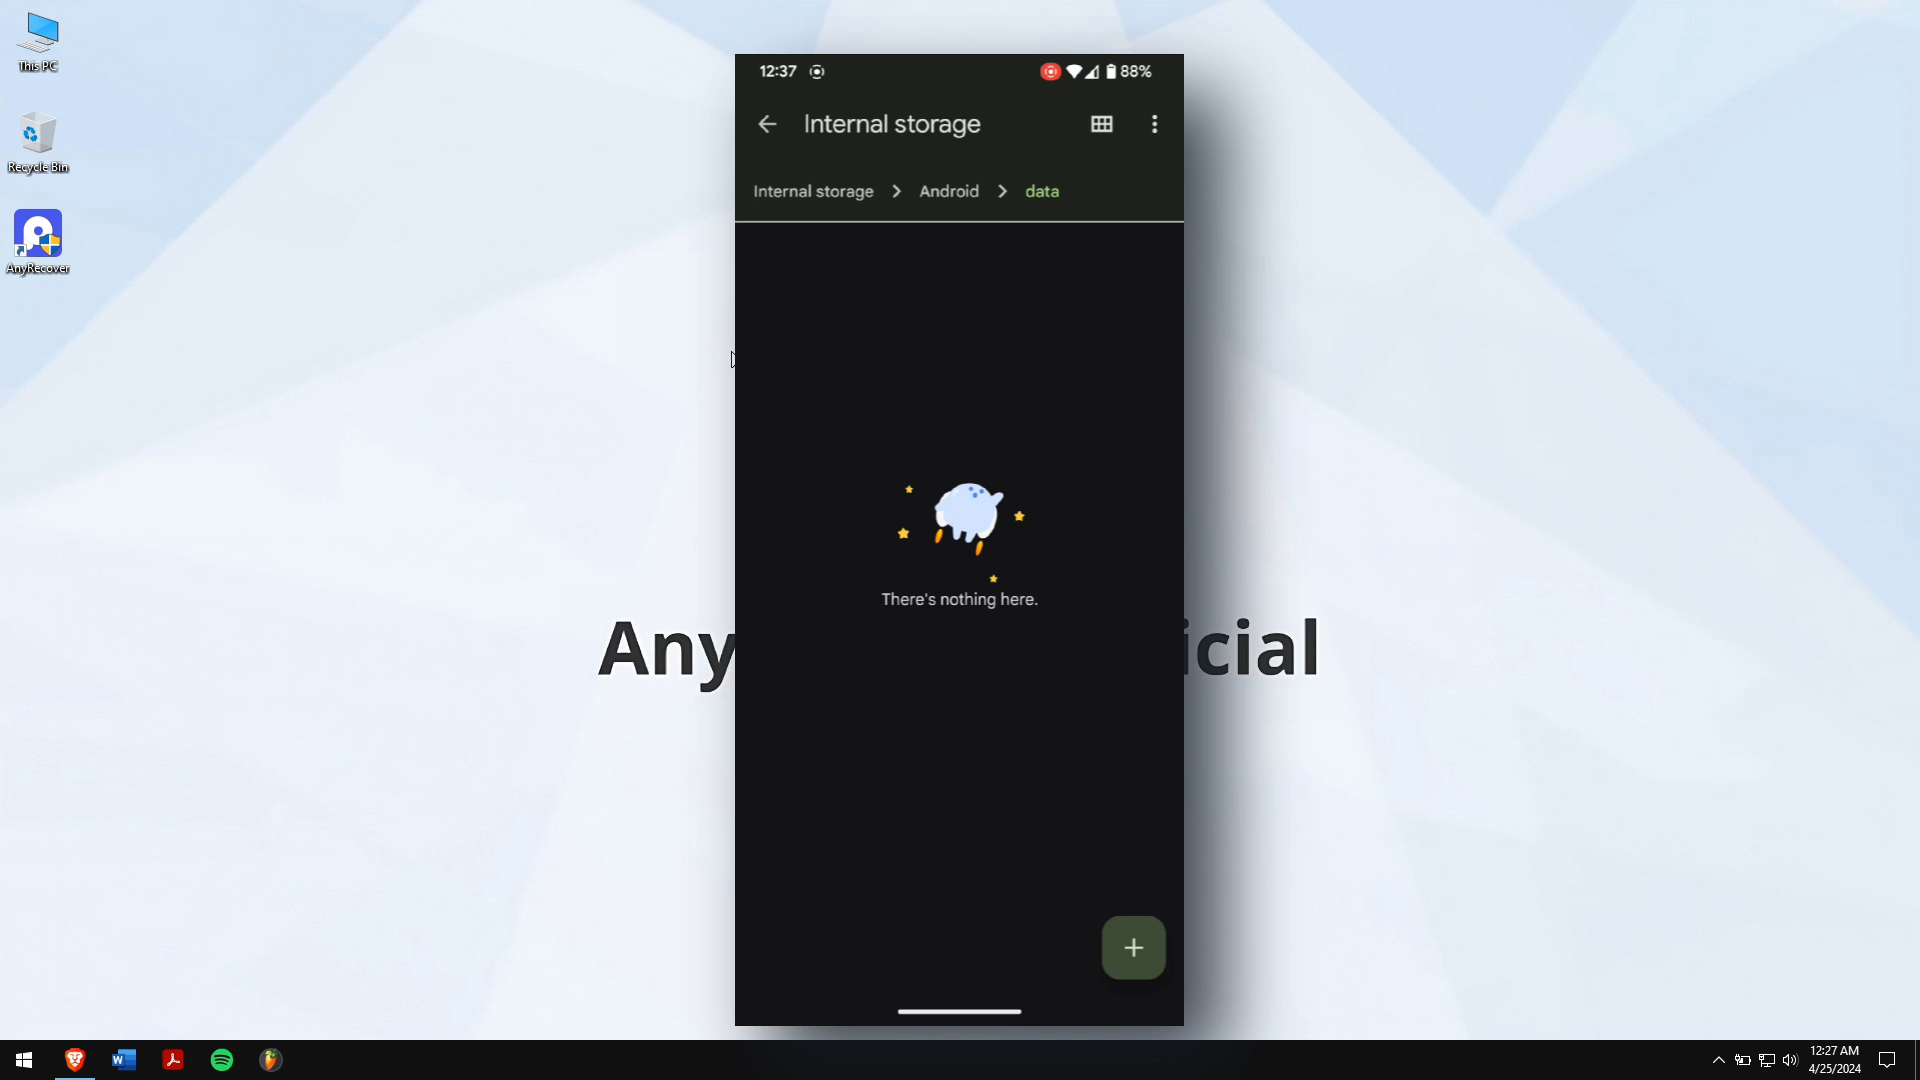 This PC
Recycle Bin
AnyRecover
12:37
88%
Internal storage
Internal storage > Android > data
There's nothing here.
Any icial
12:27 AM
4/25/2024